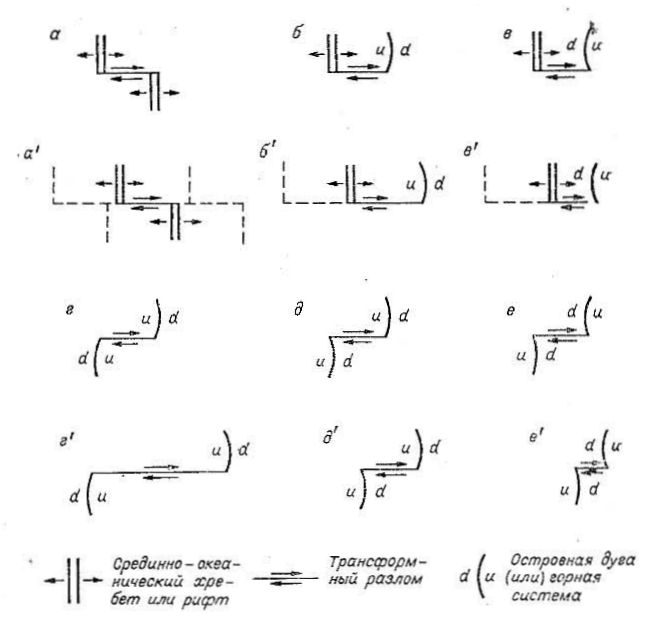 а б в
u d d u
а' б' в'
u d d u
г д е
u d u d d u
d u u d u d
г' д' е'
u d u d d u
d u u d u d
Срединно-океа-
нический хре-
бет или рифт
Трансформ-
ный разлом
d u
Островная дуга
(или) горная
система